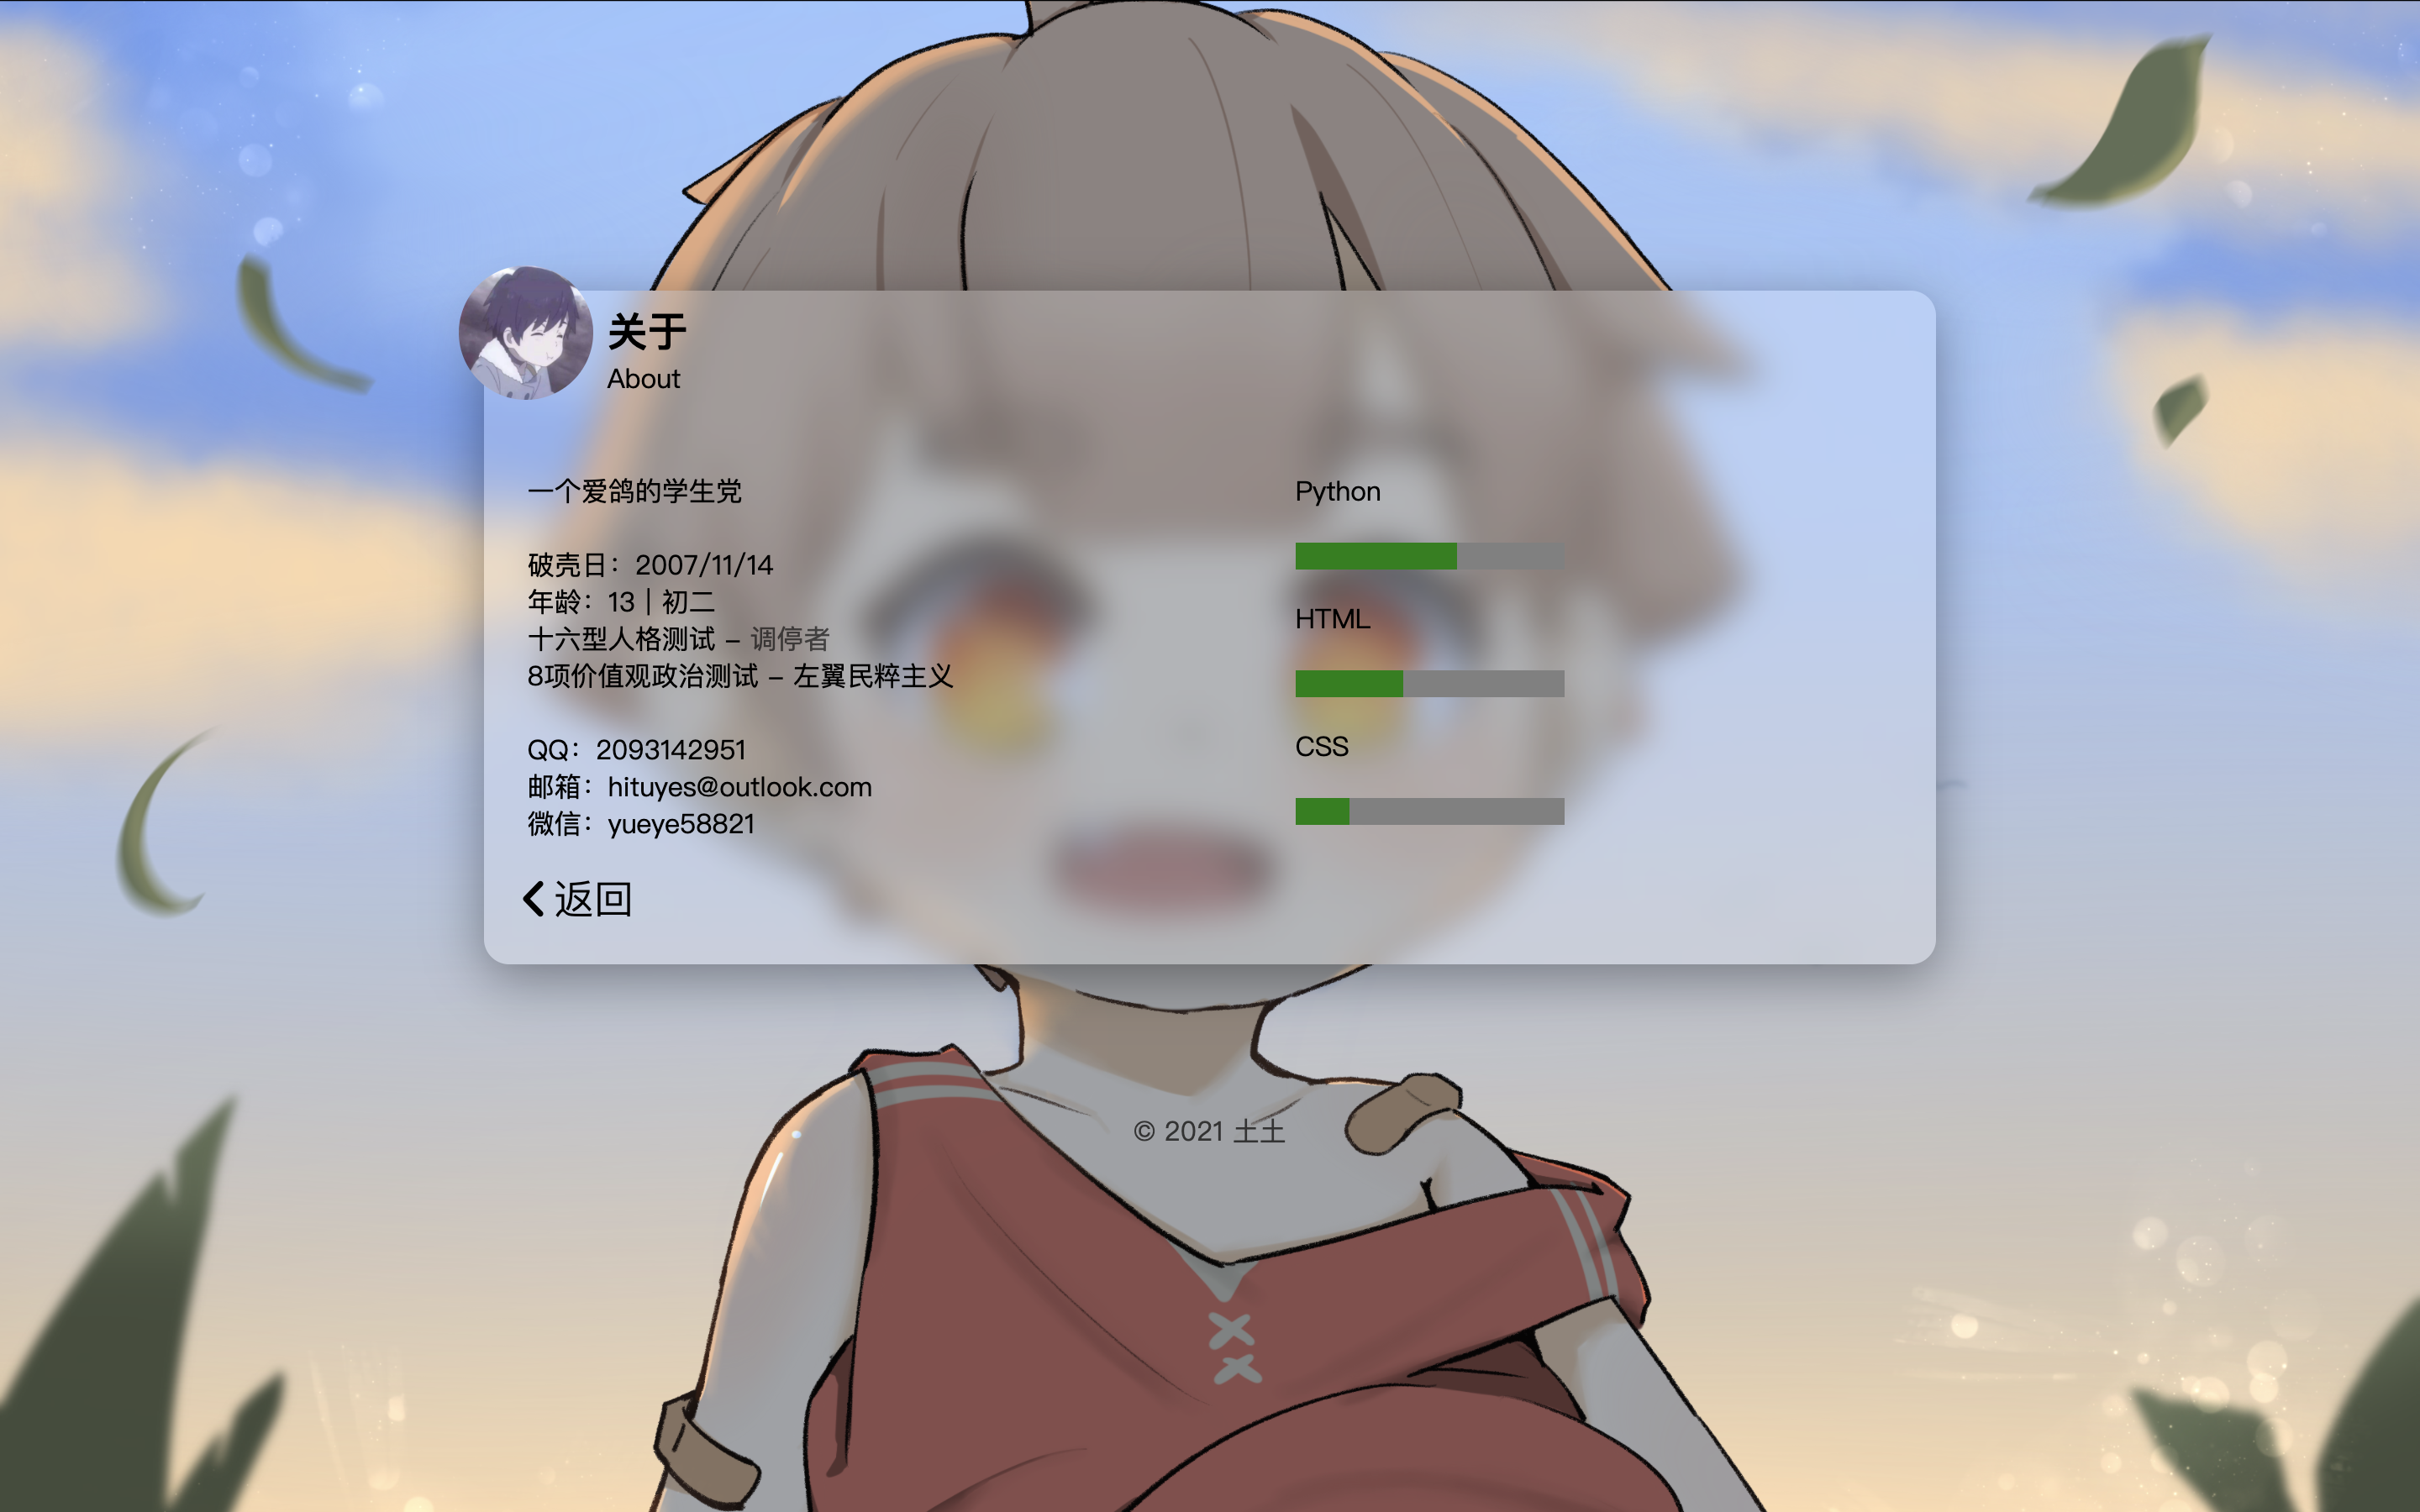 关于
About
一个爱鸽的学生党
破壳日：2007/11/14
年龄：13 | 初二
十六型人格测试 – 调停者
8项价值观政治测试 – 左翼民粹主义
QQ：2093142951
邮箱：hituyes@outlook.com
微信：yueye58821
返回
Python
HTML
CSS
© 2021 土土